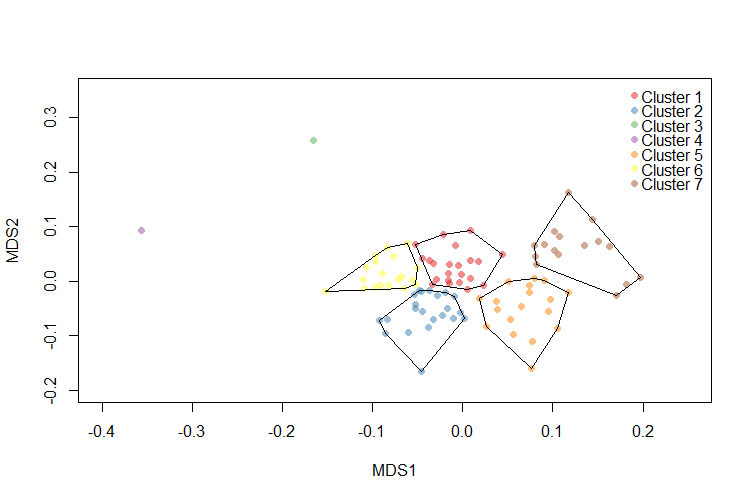 Cluster 1
Cluster 2
Cluster 3
Cluster 4
Cluster 5
Cluster 6
Cluster 7
0.3
0.2
0.1
0.0
-0.1
-0.2
MDS2
-0.4 -0.3 -0.2 -0.1 0.0 0.1 0.2
MDS1